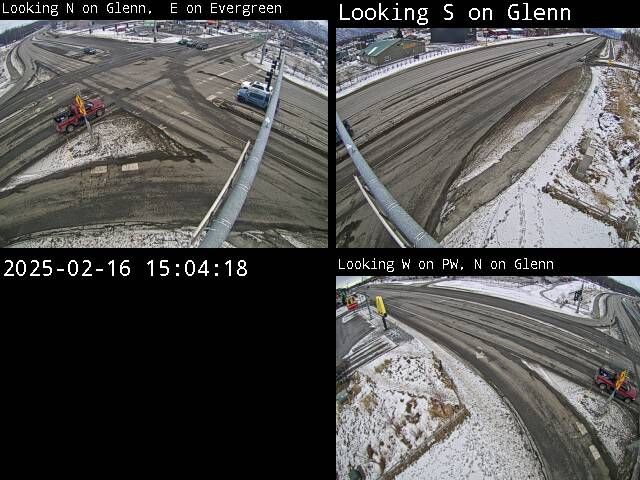 Looking N on Glenn,  E on Evergreen
Looking S on Glenn
2025-02-16 15:04:18
Looking W on PW, N on Glenn